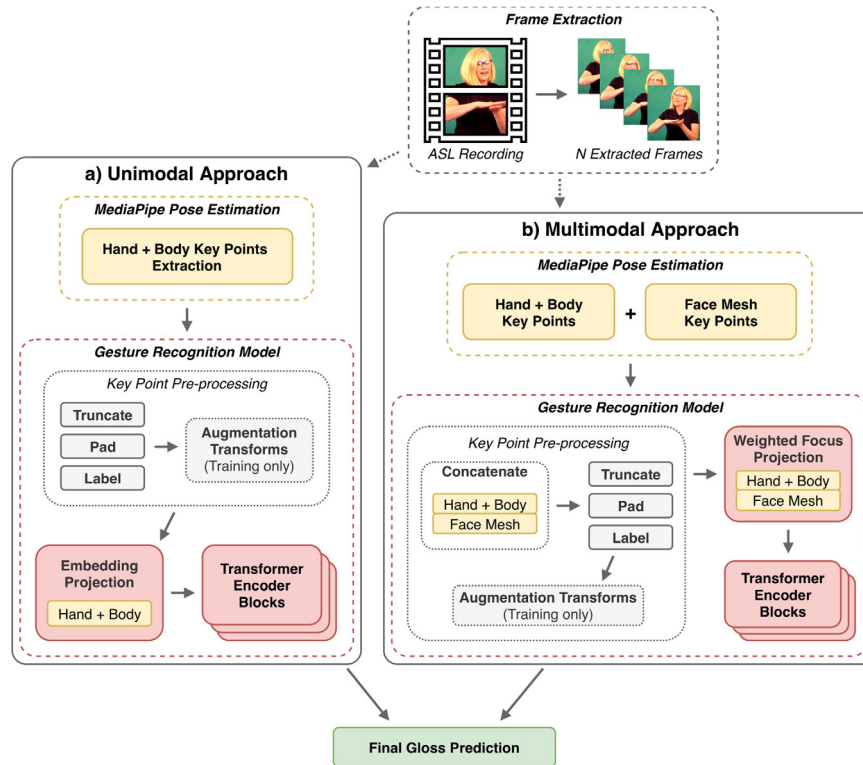 Frame Extraction
ASL Recording
N Extracted Frames
a) Unimodal Approach
MediaPipe Pose Estimation
Hand + Body Key Points
Extraction
Gesture Recognition Model
Key Point Pre-processing
Truncate
Pad
Label
Augmentation
Transforms
(Training only)
Embedding
Projection
Hand + Body
Transformer
Encoder
Blocks
b) Multimodal Approach
MediaPipe Pose Estimation
Hand + Body
Key Points
+
Face Mesh
Key Points
Gesture Recognition Model
Key Point Pre-processing
Concatenate
Hand + Body
Face Mesh
Truncate
Pad
Label
Augmentation Transforms
(Training only)
Weighted Focus
Projection
Hand + Body
Face Mesh
Transformer
Encoder
Blocks
Final Gloss Prediction